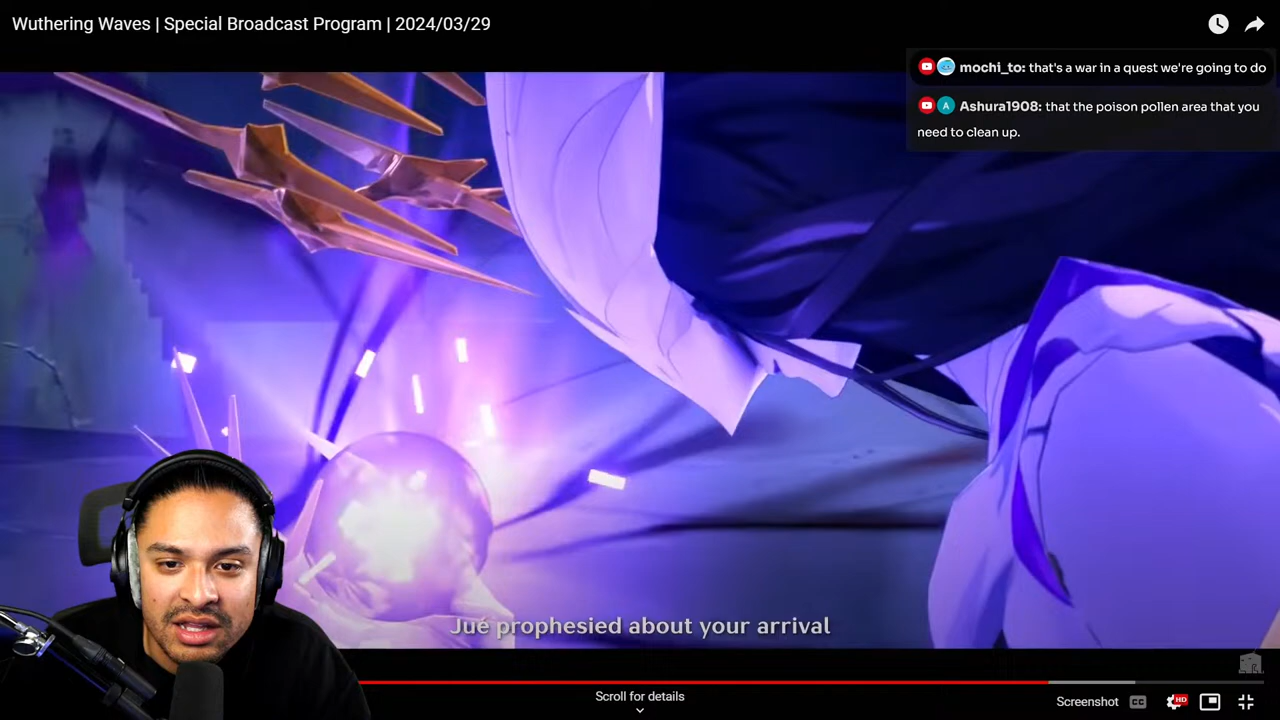 Wuthering Waves | Special Broadcast Program | 2024/03/29
mochi_to: that's a war in a quest we're going to do
A Ashura1908: that the poison pollen area that you
need to clean up.
Jué prophesied about your arrival
Scroll for details
Screenshot CC HD